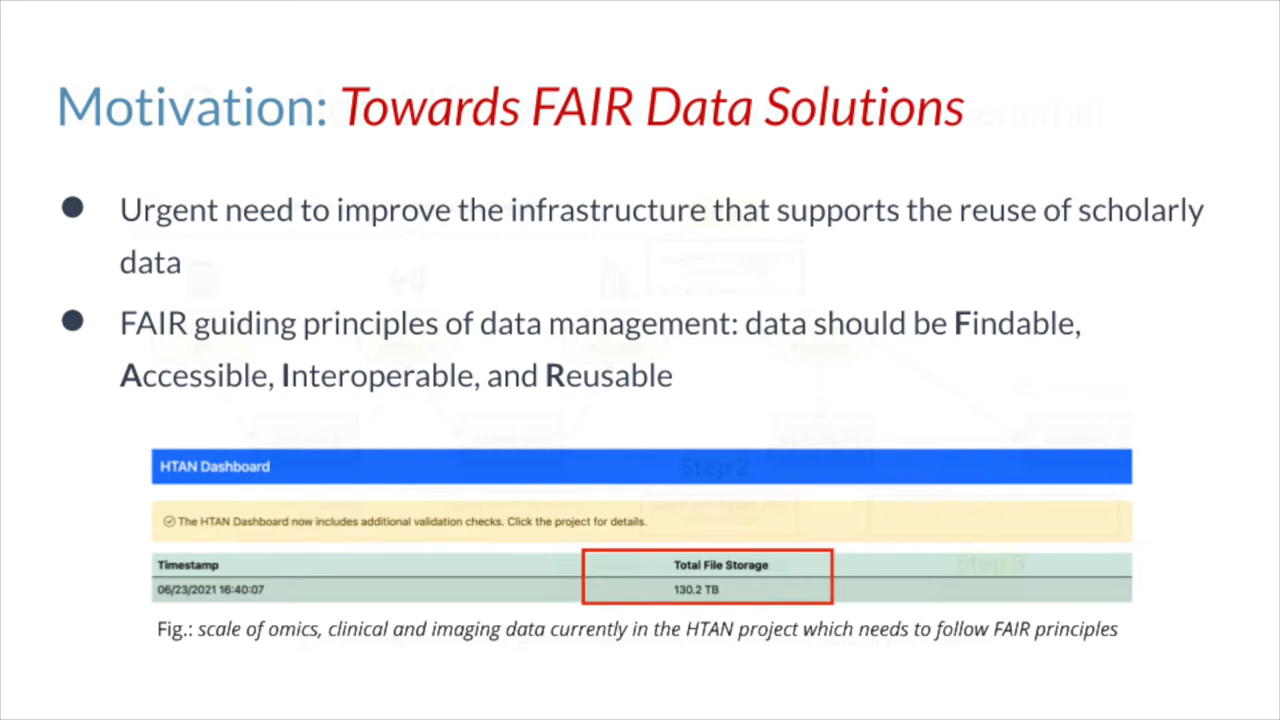 Motivation: Towards FAIR Data Solutions
● Urgent need to improve the infrastructure that supports the reuse of scholarly
data
● FAIR guiding principles of data management: data should be Findable,
Accessible, Interoperable, and Reusable
HTAN Dashboard
Step 2
The HTAN Dashboard now includes additional validation checks. Click the project for details.
Timestamp Total File Storage
Step 3
06/23/2021 16:40:07 130.2 TB
Fig.: scale of omics, clinical and imaging data currently in the HTAN project which needs to follow FAIR principles